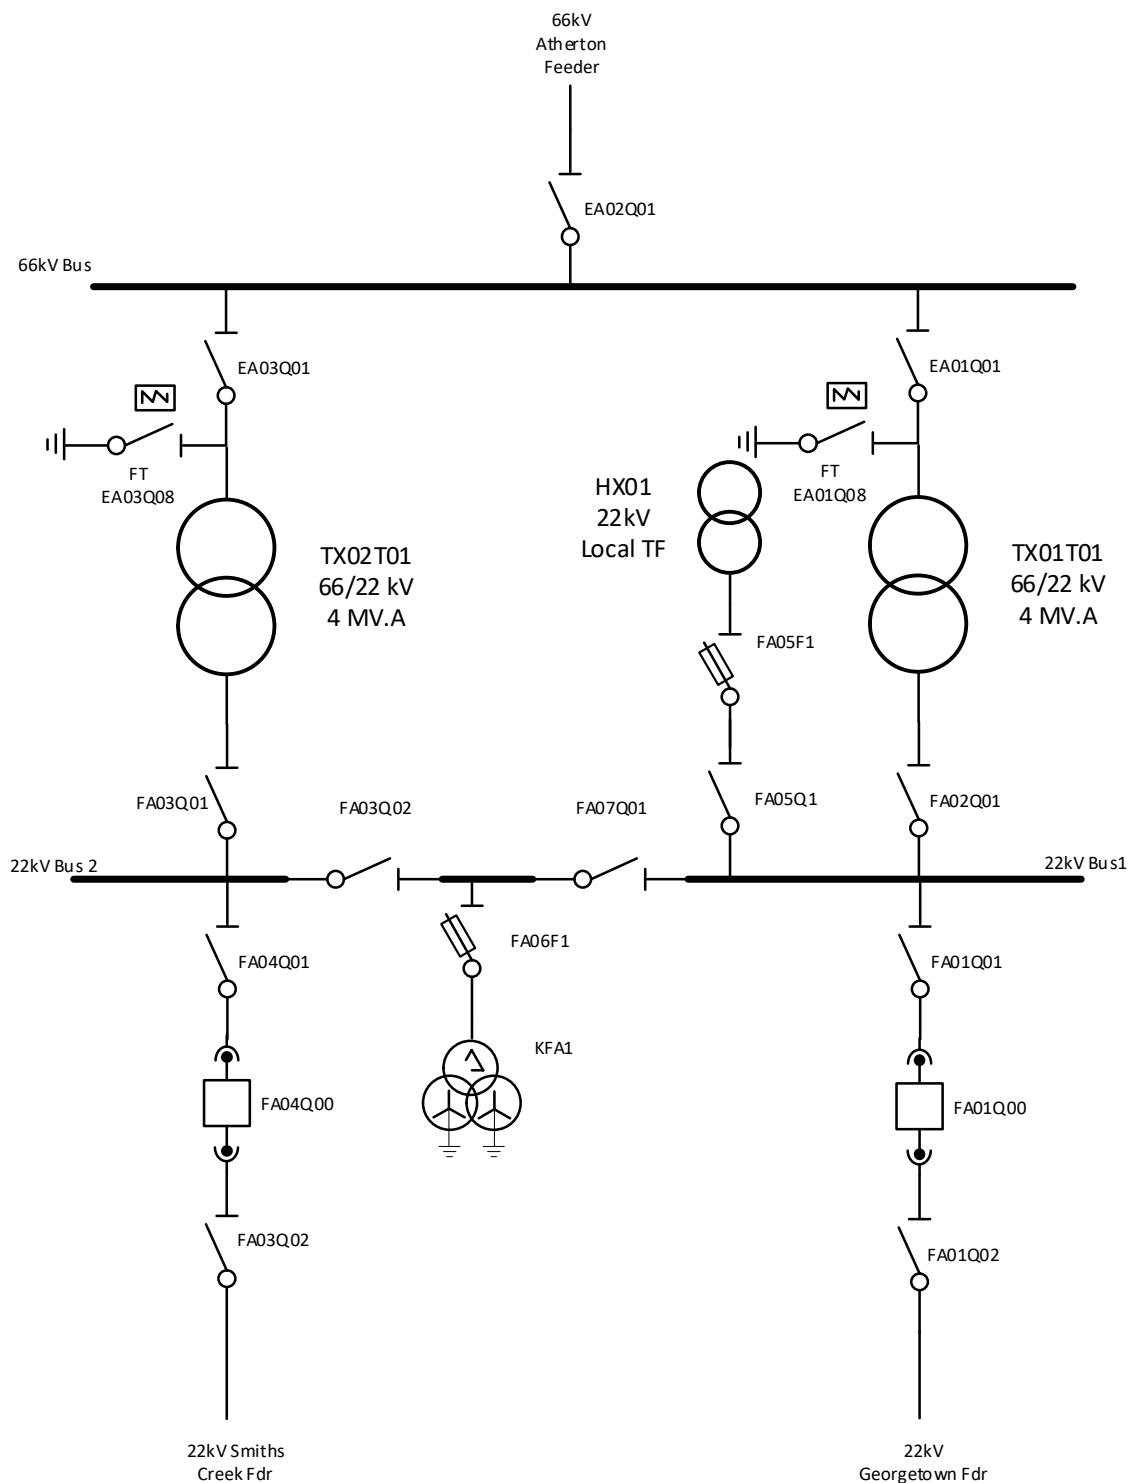 66kV
Atherton
Feeder
EA02Q01
66kV Bus
EA03Q01
EA01Q01
FT
EA03Q08
FT
EA01Q08
HX01
22kV
Local TF
TX02T01
66/22 kV
4 MV.A
TX01T01
66/22 kV
4 MV.A
FA05F1
FA03Q01
FA03Q02
FA07Q01
FA05Q1
FA02Q01
22kV Bus 2
22kV Bus1
FA04Q01
FA06F1
FA01Q01
KFA1
FA04Q00
FA01Q00
FA03Q02
FA01Q02
22kV Smiths
Creek Fdr
22kV
Georgetown Fdr